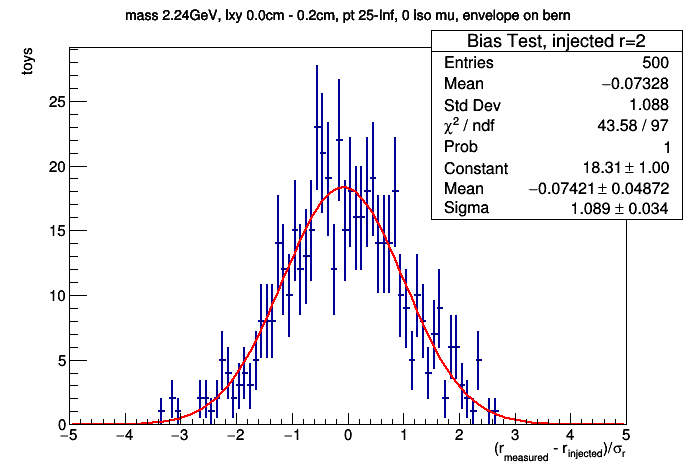 mass 2.24GeV, lxy 0.0cm - 0.2cm, pt 25-Inf, 0 Iso mu, envelope on bern
Bias Test, injected r=2
Entries 500
Mean −0.07328
Std Dev 1.088
χ² / ndf 43.58 / 97
Prob 1
Constant 18.31 ± 1.00
Mean −0.07421 ± 0.04872
Sigma 1.089 ± 0.034
toys
25
20
15
10
5
0
−5 −4 −3 −2 −1 0 1 2 3 4 5
(r_measured - r_injected)/σ_r